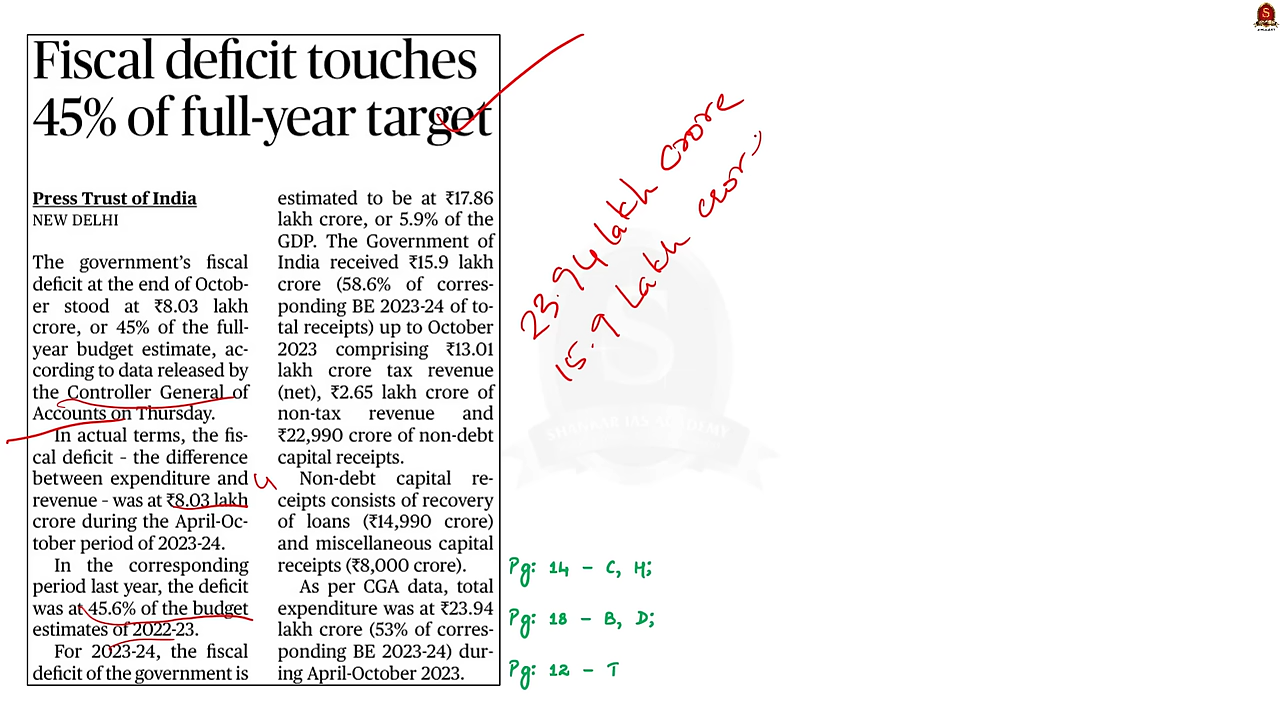 Fiscal deficit touches
45% of full-year target
Press Trust of India
NEW DELHI
The government's fiscal
deficit at the end of Octob-
er stood at ₹8.03 lakh
crore, or 45% of the full-
year budget estimate, ac-
cording to data released by
the Controller General of
Accounts on Thursday.
In actual terms, the fis-
cal deficit - the difference
between expenditure and
revenue - was at ₹8.03 lakh
crore during the April-Oc-
tober period of 2023-24.
In the corresponding
period last year, the deficit
was at 45.6% of the budget
estimates of 2022-23.
For 2023-24, the fiscal
deficit of the government is
estimated to be at ₹17.86
lakh crore, or 5.9% of the
GDP. The Government of
India received ₹15.9 lakh
crore (58.6% of corres-
ponding BE 2023-24 of to-
tal receipts) up to October
2023 comprising ₹13.01
lakh crore tax revenue
(net), ₹2.65 lakh crore of
non-tax revenue and
₹22,990 crore of non-debt
capital receipts.
Non-debt capital re-
ceipts consists of recovery
of loans (₹14,990 crore)
and miscellaneous capital
receipts (₹8,000 crore).
As per CGA data, total
expenditure was at ₹23.94
lakh crore (53% of corres-
ponding BE 2023-24) dur-
ing April-October 2023.
23.94 lakh crore
15.9 lakh
SHANKAR IAS ACADEMY
Pg: 14 - C, H;
Pg: 18 - B, D;
Pg: 12 - T